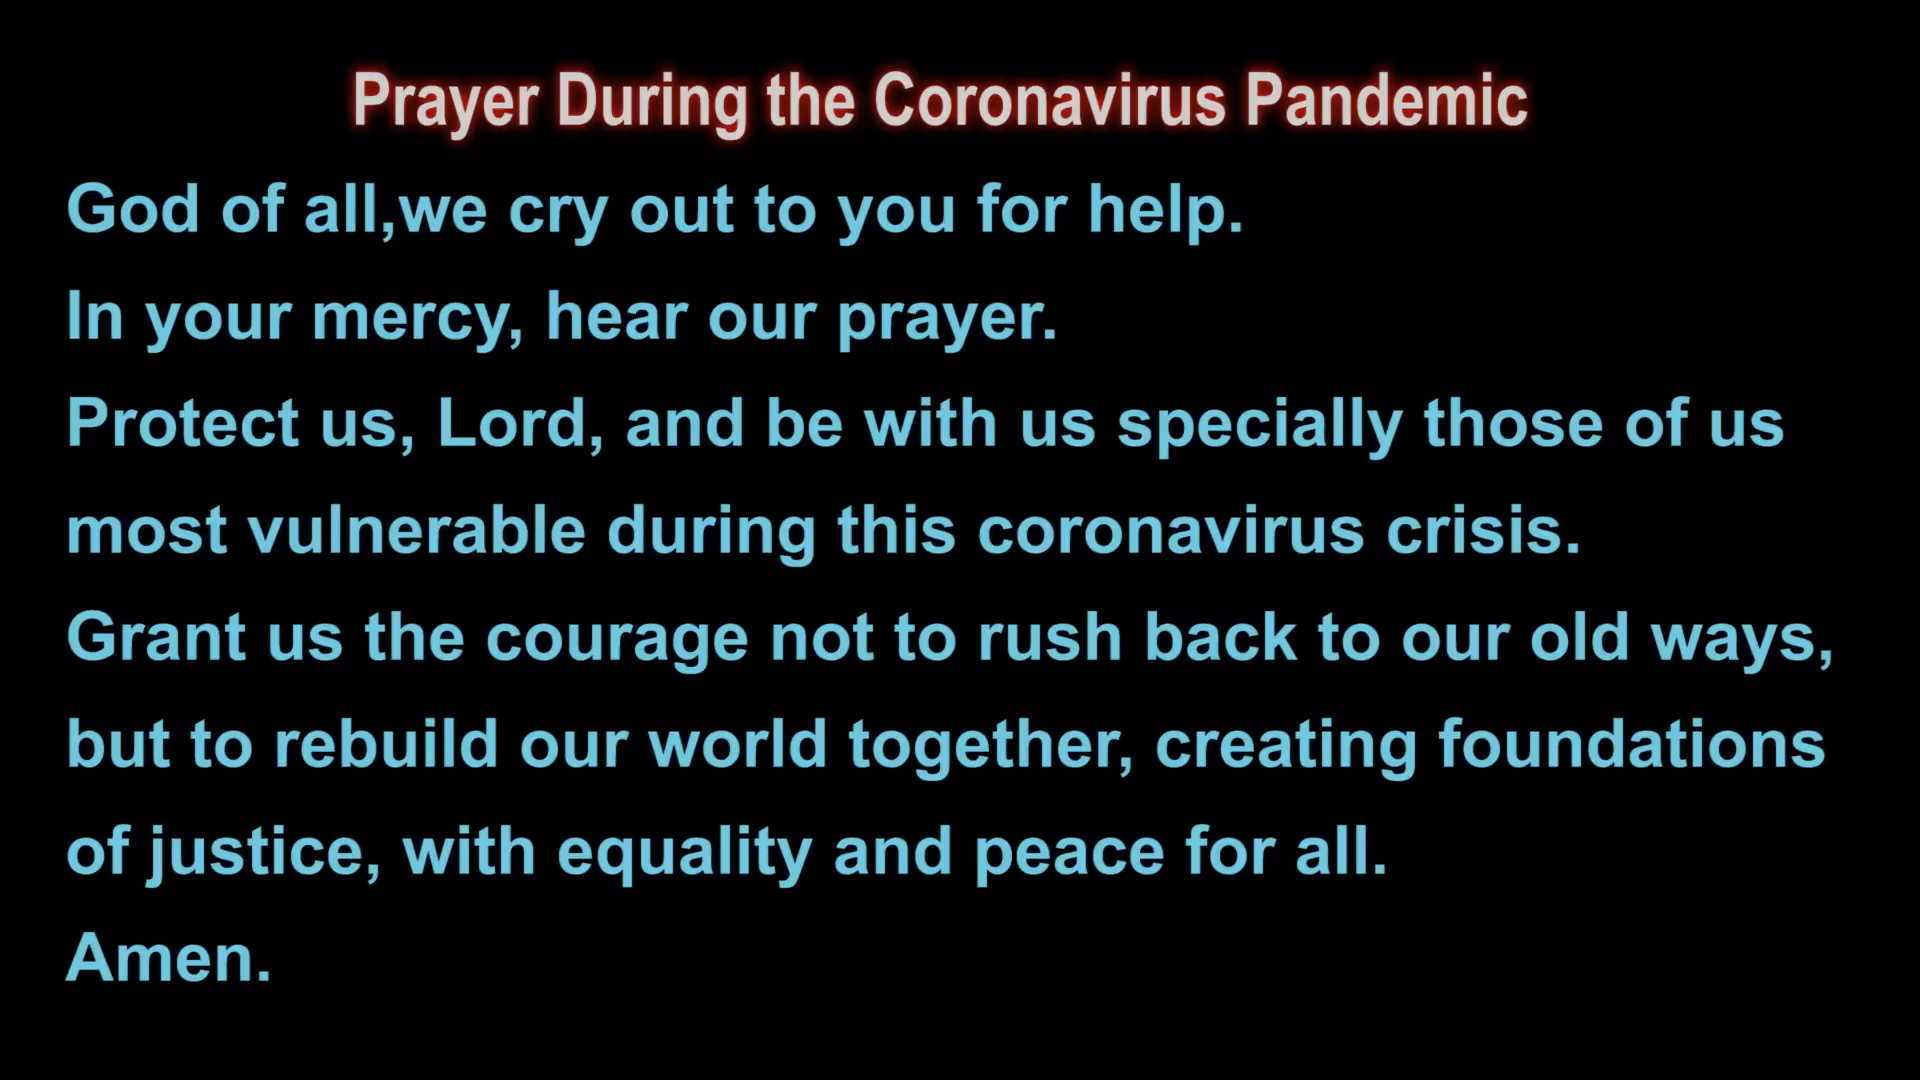 Prayer During the Coronavirus Pandemic
God of all,we cry out to you for help.
In your mercy, hear our prayer.
Protect us, Lord, and be with us specially those of us
most vulnerable during this coronavirus crisis.
Grant us the courage not to rush back to our old ways,
but to rebuild our world together, creating foundations
of justice, with equality and peace for all.
Amen.